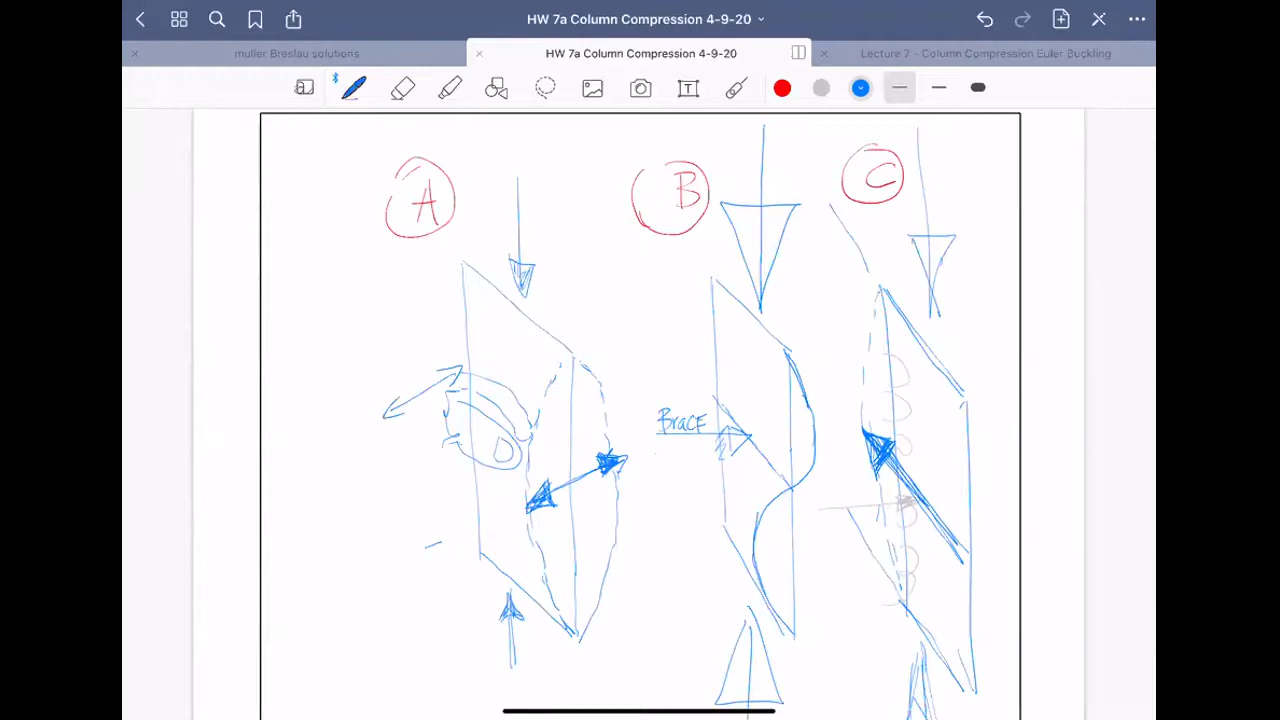 HW 7a Column Compression 4-9-20
muller Breslau solutions
HW 7a Column Compression 4-9-20
Lecture 7 - Column Compression Euler Buckling
T
A
B
C
Brace